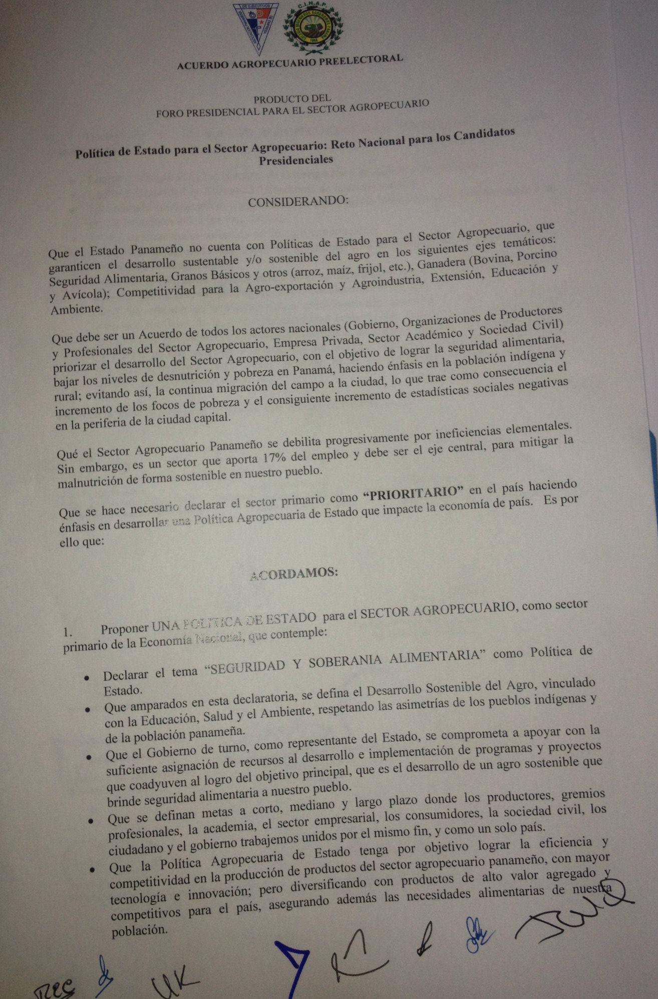 C.I.N.A.P.
ACUERDO AGROPECUARIO PREELECTORAL
PRODUCTO DEL
FORO PRESIDENCIAL PARA EL SECTOR AGROPECUARIO
Política de Estado para el Sector Agropecuario: Reto Nacional para los Candidatos
Presidenciales
CONSIDERANDO:
Que el Estado Panameño no cuenta con Políticas de Estado para el Sector Agropecuario, que
garanticen el desarrollo sustentable y/o sostenible del agro en los siguientes ejes temáticos:
Seguridad Alimentaria, Granos Básicos y otros (arroz, maíz, frijol, etc.), Ganadera (Bovina, Porcino
y Avícola); Competitividad para la Agro-exportación y Agroindustria, Extensión, Educación y
Ambiente.
Que debe ser un Acuerdo de todos los actores nacionales (Gobierno, Organizaciones de Productores
y Profesionales del Sector Agropecuario, Empresa Privada, Sector Académico y Sociedad Civil)
priorizar el desarrollo del Sector Agropecuario, con el objetivo de lograr la seguridad alimentaria,
bajar los niveles de desnutrición y pobreza en Panamá, haciendo énfasis en la población indígena y
rural; evitando así, la continua migración del campo a la ciudad, lo que trae como consecuencia el
incremento de los focos de pobreza y el consiguiente incremento de estadísticas sociales negativas
en la periferia de la ciudad capital.
Qué el Sector Agropecuario Panameño se debilita progresivamente por ineficiencias elementales.
Sin embargo, es un sector que aporta 17% del empleo y debe ser el eje central, para mitigar la
malnutrición de forma sostenible en nuestro pueblo.
Que se hace necesario declarar el sector primario como “PRIORITARIO” en el país haciendo
énfasis en desarrollar una Política Agropecuaria de Estado que impacte la economía de país. Es por
ello que:
ACORDAMOS:
1. Proponer UNA POLITICA DE ESTADO para el SECTOR AGROPECUARIO, como sector
primario de la Economía Nacional, que contemple:
• Declarar el tema “SEGURIDAD Y SOBERANIA ALIMENTARIA” como Política de
Estado.
• Que amparados en esta declaratoria, se defina el Desarrollo Sostenible del Agro, vinculado
con la Educación, Salud y el Ambiente, respetando las asimetrías de los pueblos indígenas y
de la población panameña.
• Que el Gobierno de turno, como representante del Estado, se comprometa a apoyar con la
suficiente asignación de recursos al desarrollo e implementación de programas y proyectos
que coadyuven al logro del objetivo principal, que es el desarrollo de un agro sostenible que
brinde seguridad alimentaria a nuestro pueblo.
• Que se definan metas a corto, mediano y largo plazo donde los productores, gremios
profesionales, la academia, el sector empresarial, los consumidores, la sociedad civil, los
ciudadano y el gobierno trabajemos unidos por el mismo fin, y como un solo país.
• Que la Política Agropecuaria de Estado tenga por objetivo lograr la eficiencia y
competitividad en la producción de productos del sector agropecuario panameño, con mayor
tecnología e innovación; pero diversificando con productos de alto valor agregado y
competitivos para el país, asegurando además las necesidades alimentarias de nuestra
población.